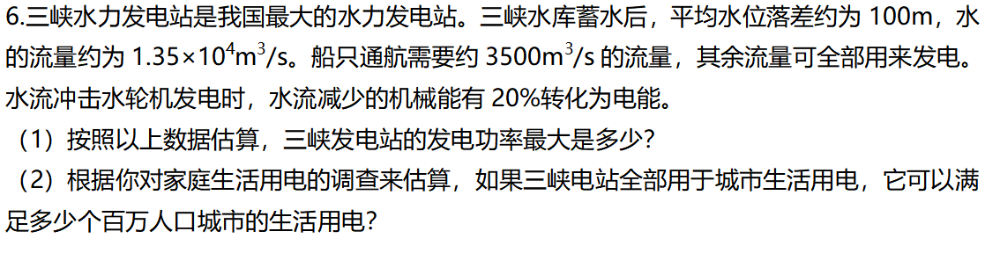 6.三峡水力发电站是我国最大的水力发电站。三峡水库蓄水后，平均水位落差约为 100m，水
的流量约为 1.35×10⁴m³/s。船只通航需要约 3500m³/s 的流量，其余流量可全部用来发电。
水流冲击水轮机发电时，水流减少的机械能有 20%转化为电能。
（1）按照以上数据估算，三峡发电站的发电功率最大是多少？
（2）根据你对家庭生活用电的调查来估算，如果三峡电站全部用于城市生活用电，它可以满
足多少个百万人口城市的生活用电？